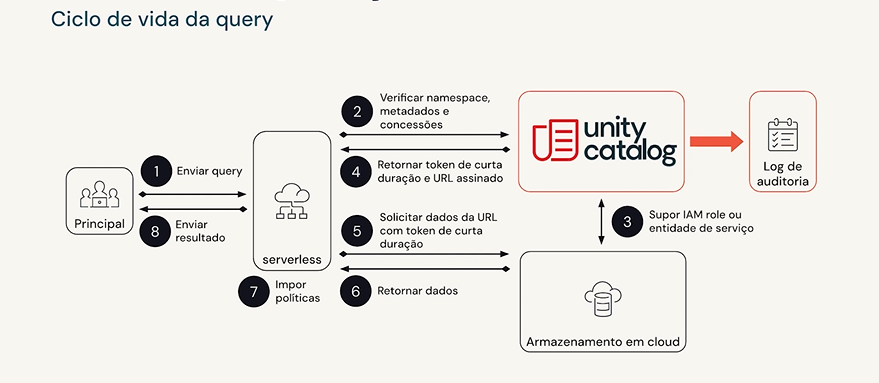 Ciclo de vida da query
2
Verificar namespace,
metadados e
concessões
unity
catalog
Log de
auditoria
1
Enviar query
4
Retornar token de curta
duração e URL assinado
Principal
8
Enviar
resultado
serverless
5
Solicitar dados da URL
com token de curta
duração
3
Supor IAM role ou
entidade de serviço
7
Impor
políticas
6
Retornar dados
Armazenamento em cloud